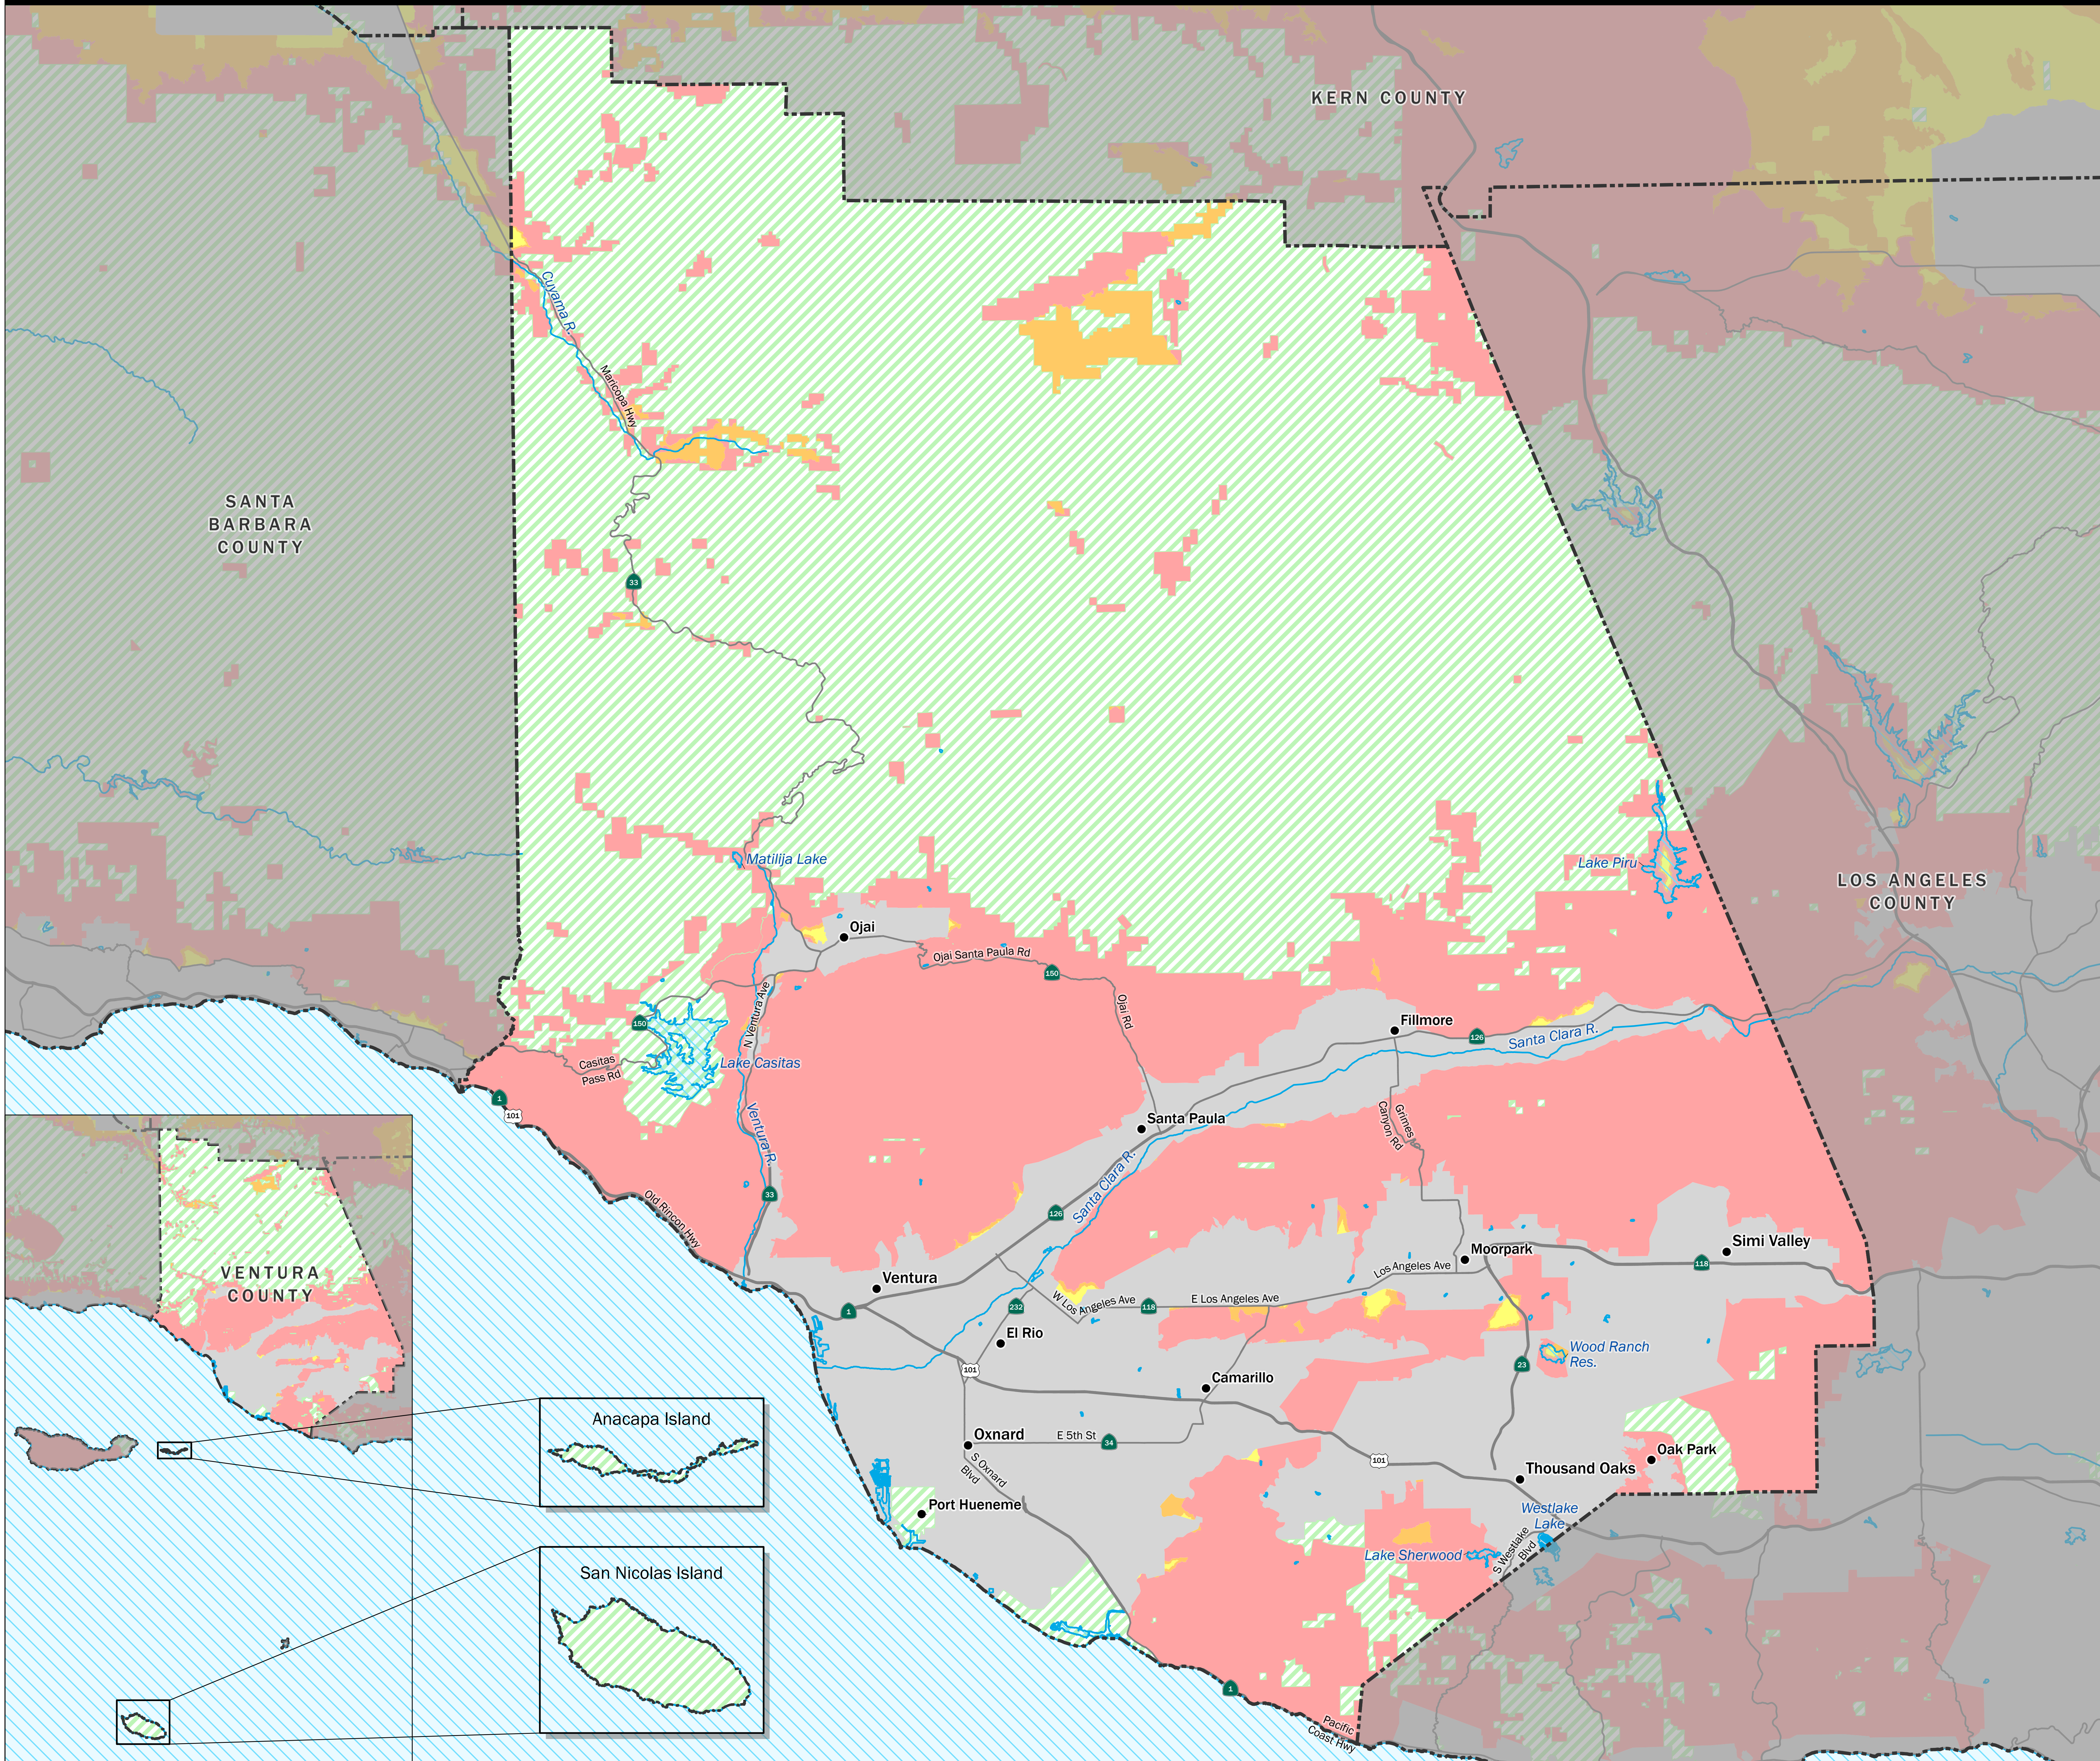 KERN COUNTY
Cuyama R.
Maricopa Hwy
SANTA
BARBARA
COUNTY
33
Matilija Lake
Lake Piru
LOS ANGELES
COUNTY
Ojai
Ojai Santa Paula Rd
150
Ojai Rd
N Ventura Ave
150
Fillmore
126
Santa Clara R.
Casitas
Pass Rd
Lake Casitas
1
101
Ventura R.
Santa Paula
Grimes
Canyon Rd
Santa Clara R.
33
Old Rincon Hwy
126
VENTURA
COUNTY
Moorpark
Simi Valley
118
Los Angeles Ave
Ventura
1
232
W Los Angeles Ave
118
E Los Angeles Ave
El Rio
101
Wood Ranch
Res.
23
Camarillo
Anacapa Island
Oxnard
E 5th St
34
S Oxnard
Blvd
101
Oak Park
Thousand Oaks
Port Hueneme
Westlake
Lake
S Westlake
Blvd
Lake Sherwood
San Nicolas Island
1
Pacific
Coast Hwy